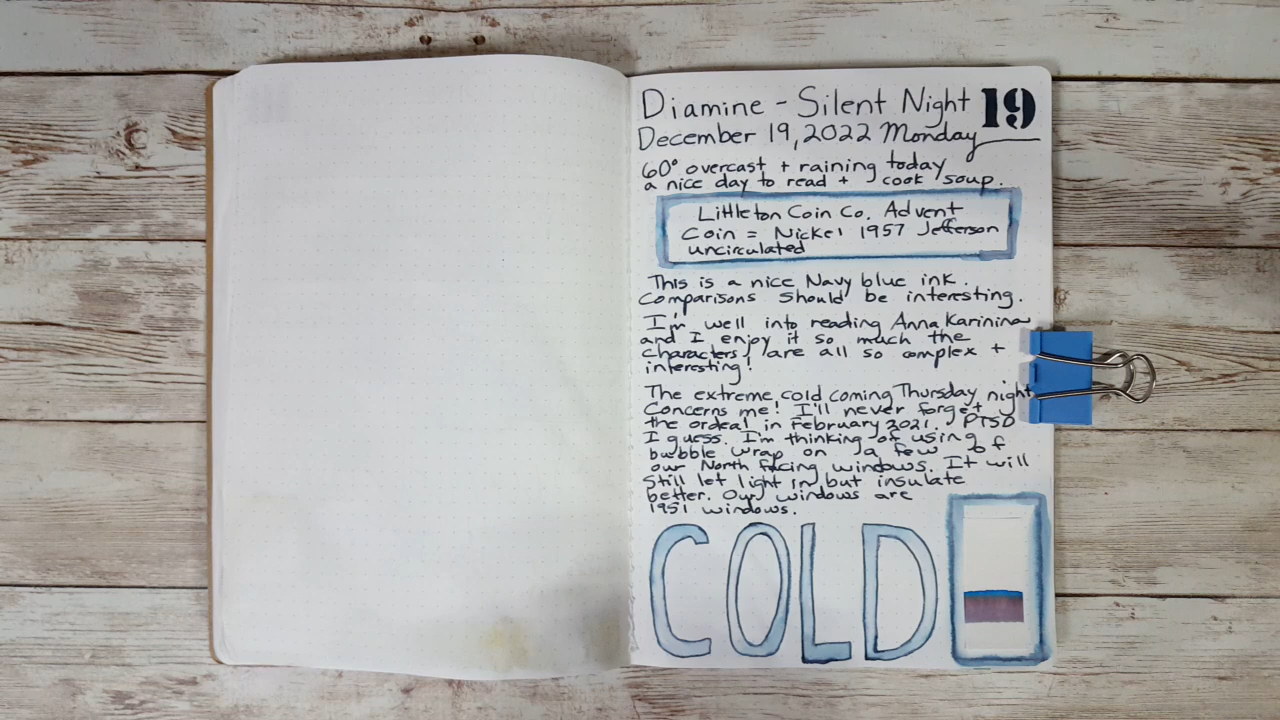 Diamine - Silent Night 19
December 19, 2022 Monday
60° overcast + raining today
a nice day to read + cook soup.
Littleton Coin Co. Advent
Coin = Nickel 1957 Jefferson
uncirculated
This is a nice Navy blue ink.
Comparisons should be interesting.
I'm well into reading Anna Karinina
and I enjoy it so much the
characters, are all so complex +
interesting!
The extreme cold coming Thursday night
Concerns me! I'll never forget
the ordeal in February 2021. PTSD
I guess. I'm thinking of using
bubble wrap on a few of
our North facing windows. It will
still let light in but insulate
better. Our windows are
1951 windows.
COLD